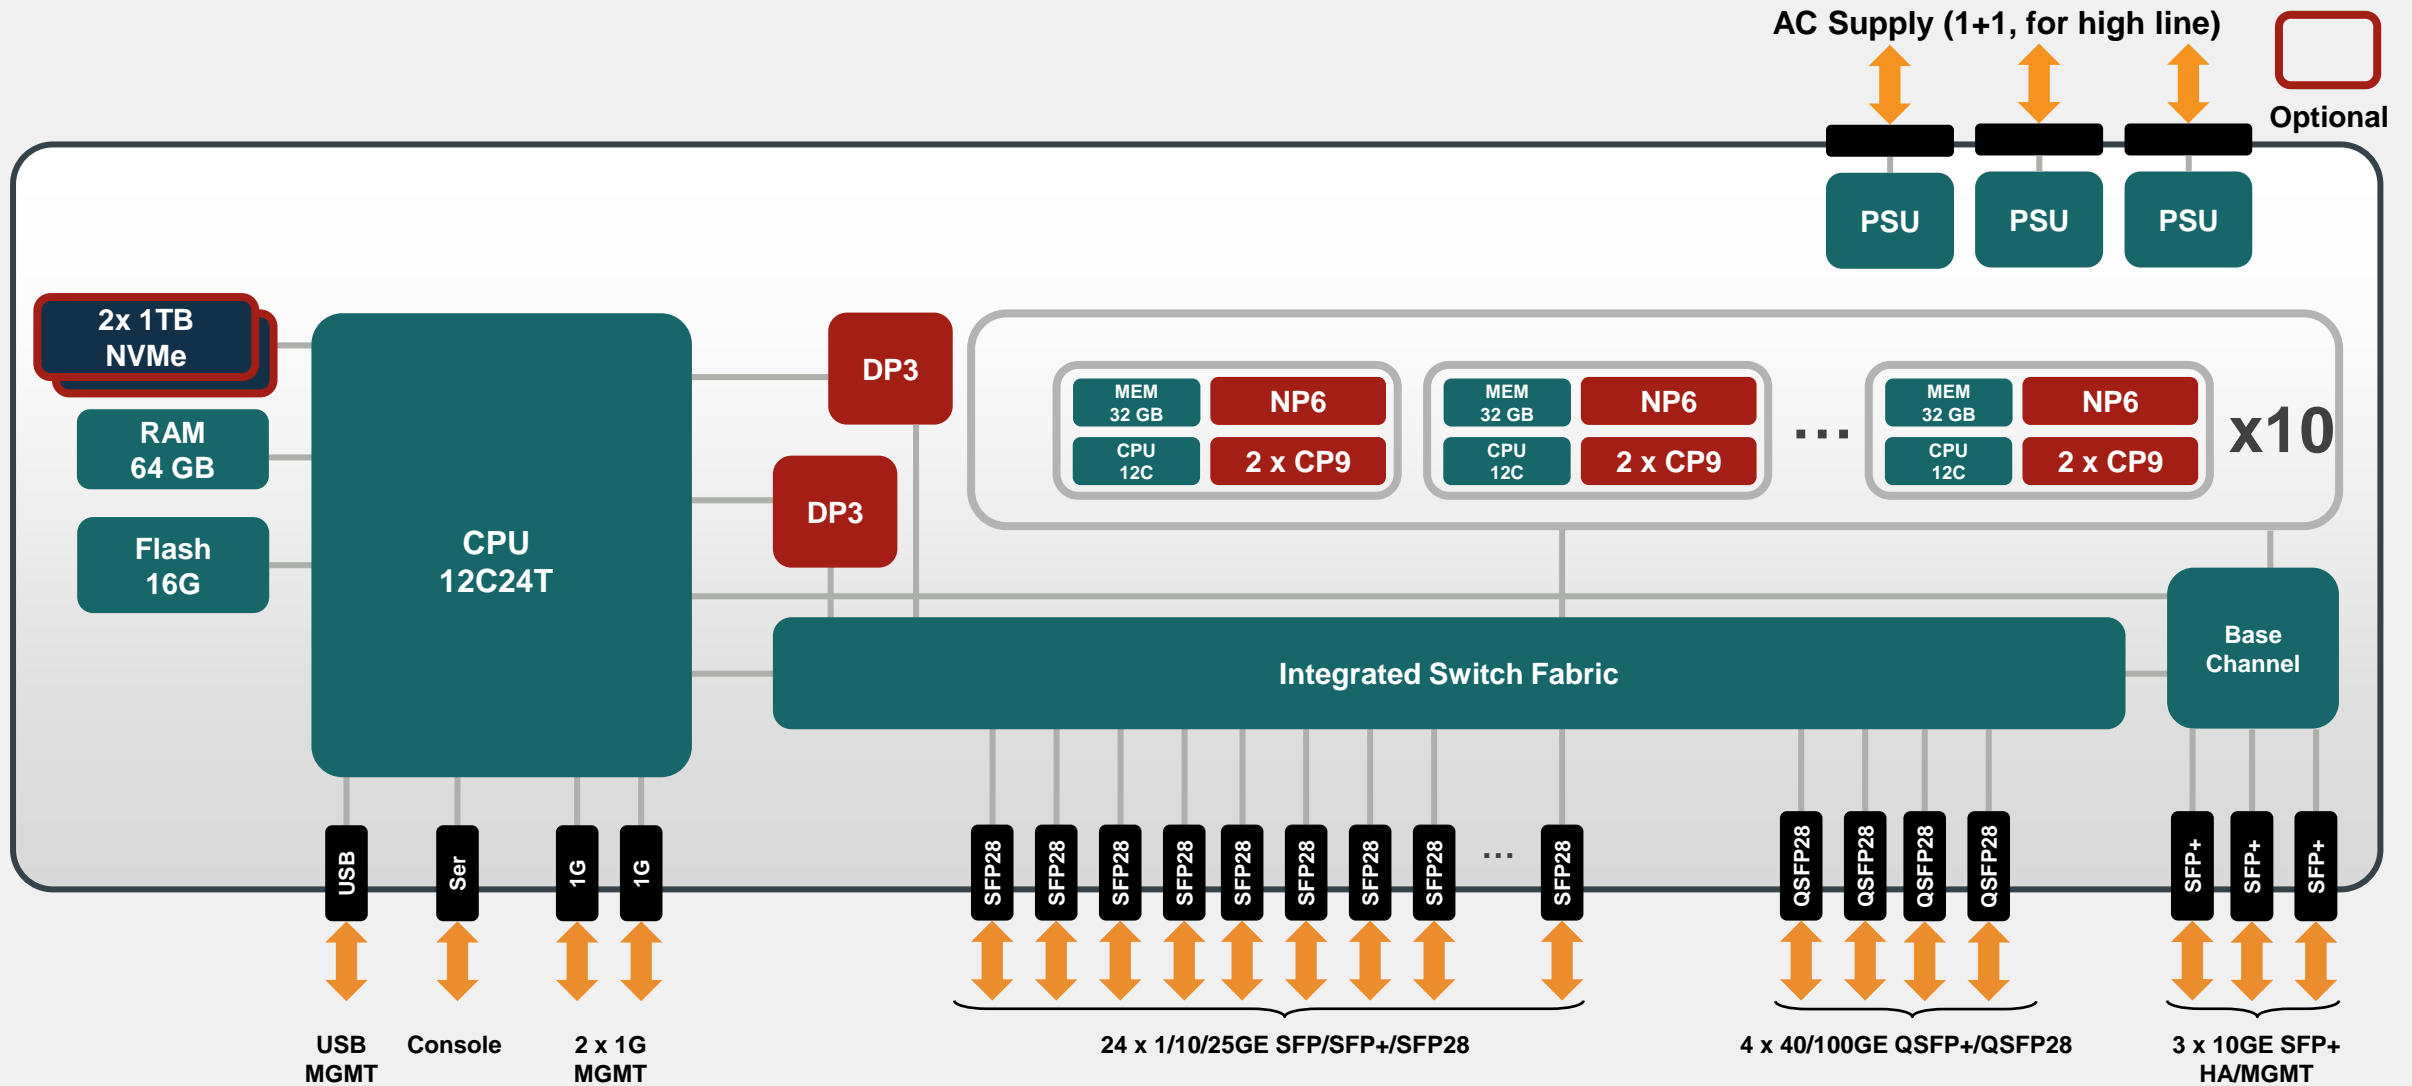 AC Supply (1+1, for high line)
Optional
PSU
PSU
PSU
2x 1TB
NVMe
RAM
64 GB
Flash
16G
CPU
12C24T
DP3
DP3
MEM
32 GB
NP6
CPU
12C
2 x CP9
MEM
32 GB
NP6
CPU
12C
2 x CP9
...
MEM
32 GB
NP6
CPU
12C
2 x CP9
x10
Integrated Switch Fabric
Base
Channel
USB
Ser
1G
1G
SFP28
SFP28
SFP28
SFP28
SFP28
SFP28
SFP28
SFP28
...
SFP28
QSFP28
QSFP28
QSFP28
QSFP28
SFP+
SFP+
SFP+
USB
MGMT
Console
2 x 1G
MGMT
24 x 1/10/25GE SFP/SFP+/SFP28
4 x 40/100GE QSFP+/QSFP28
3 x 10GE SFP+
HA/MGMT